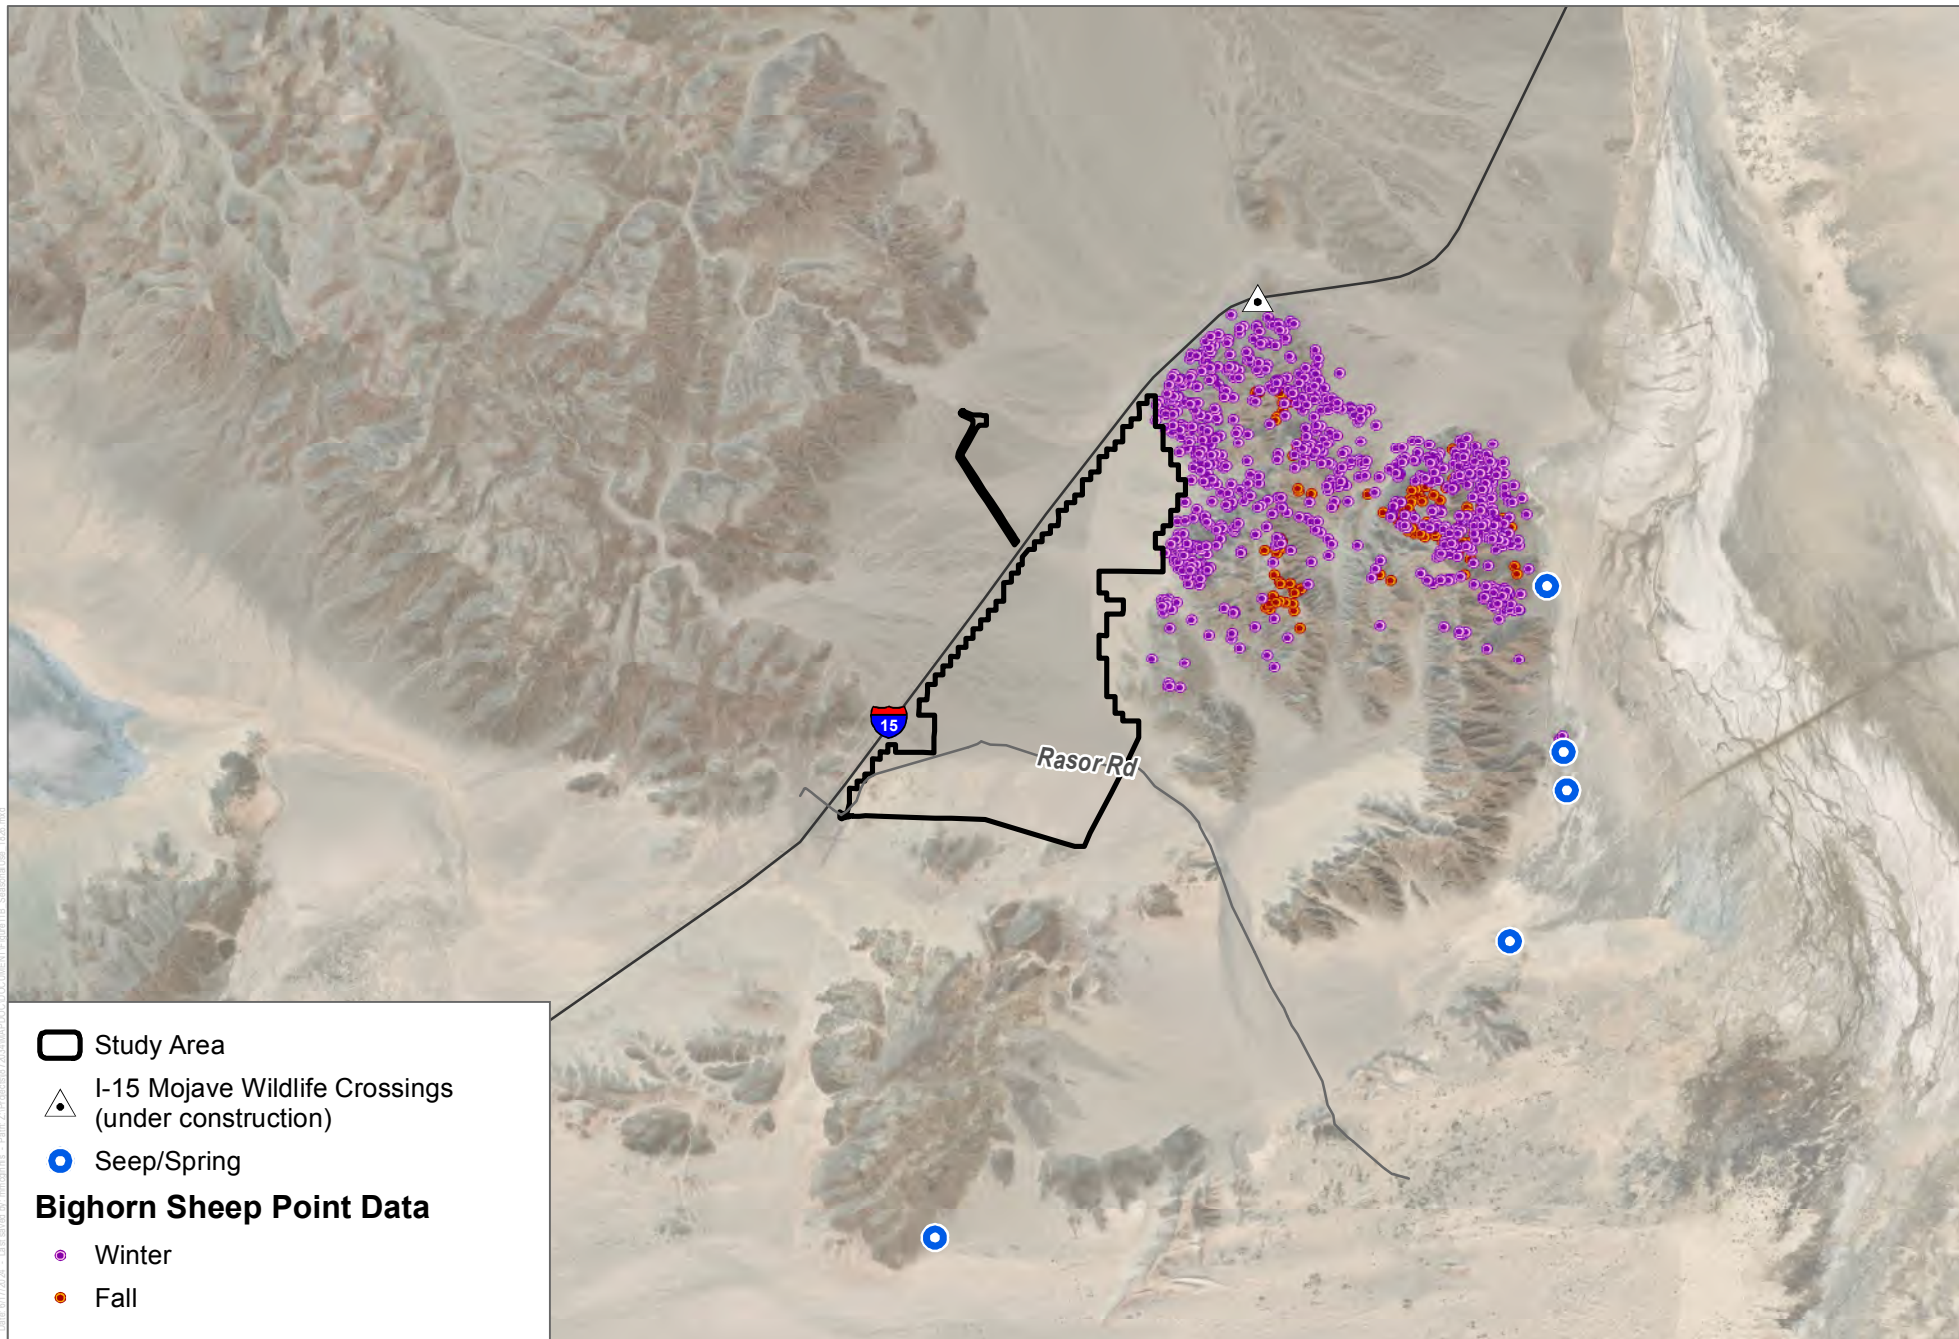 15
Rasor Rd
Study Area
I-15 Mojave Wildlife Crossings
(under construction)
Seep/Spring
Bighorn Sheep Point Data
Winter
Fall